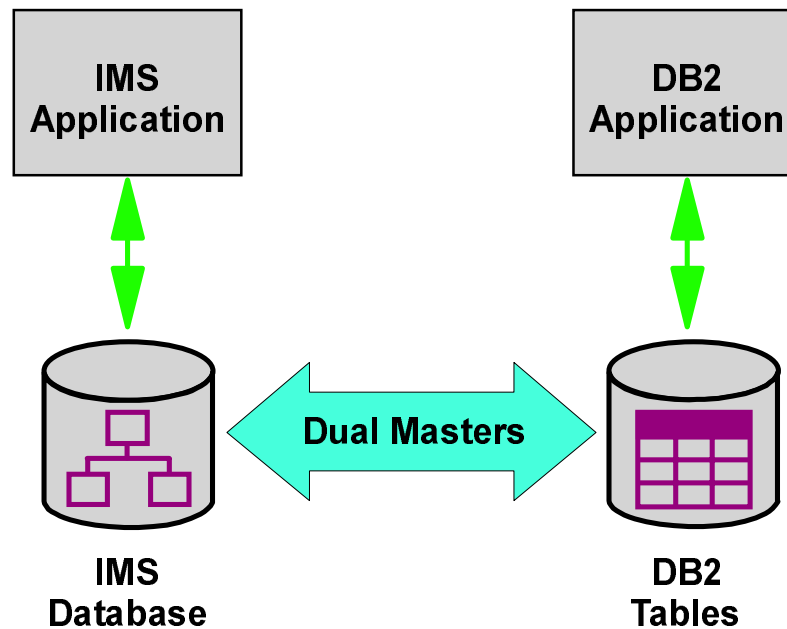 IMS
Application
DB2
Application
Dual Masters
IMS
Database
DB2
Tables